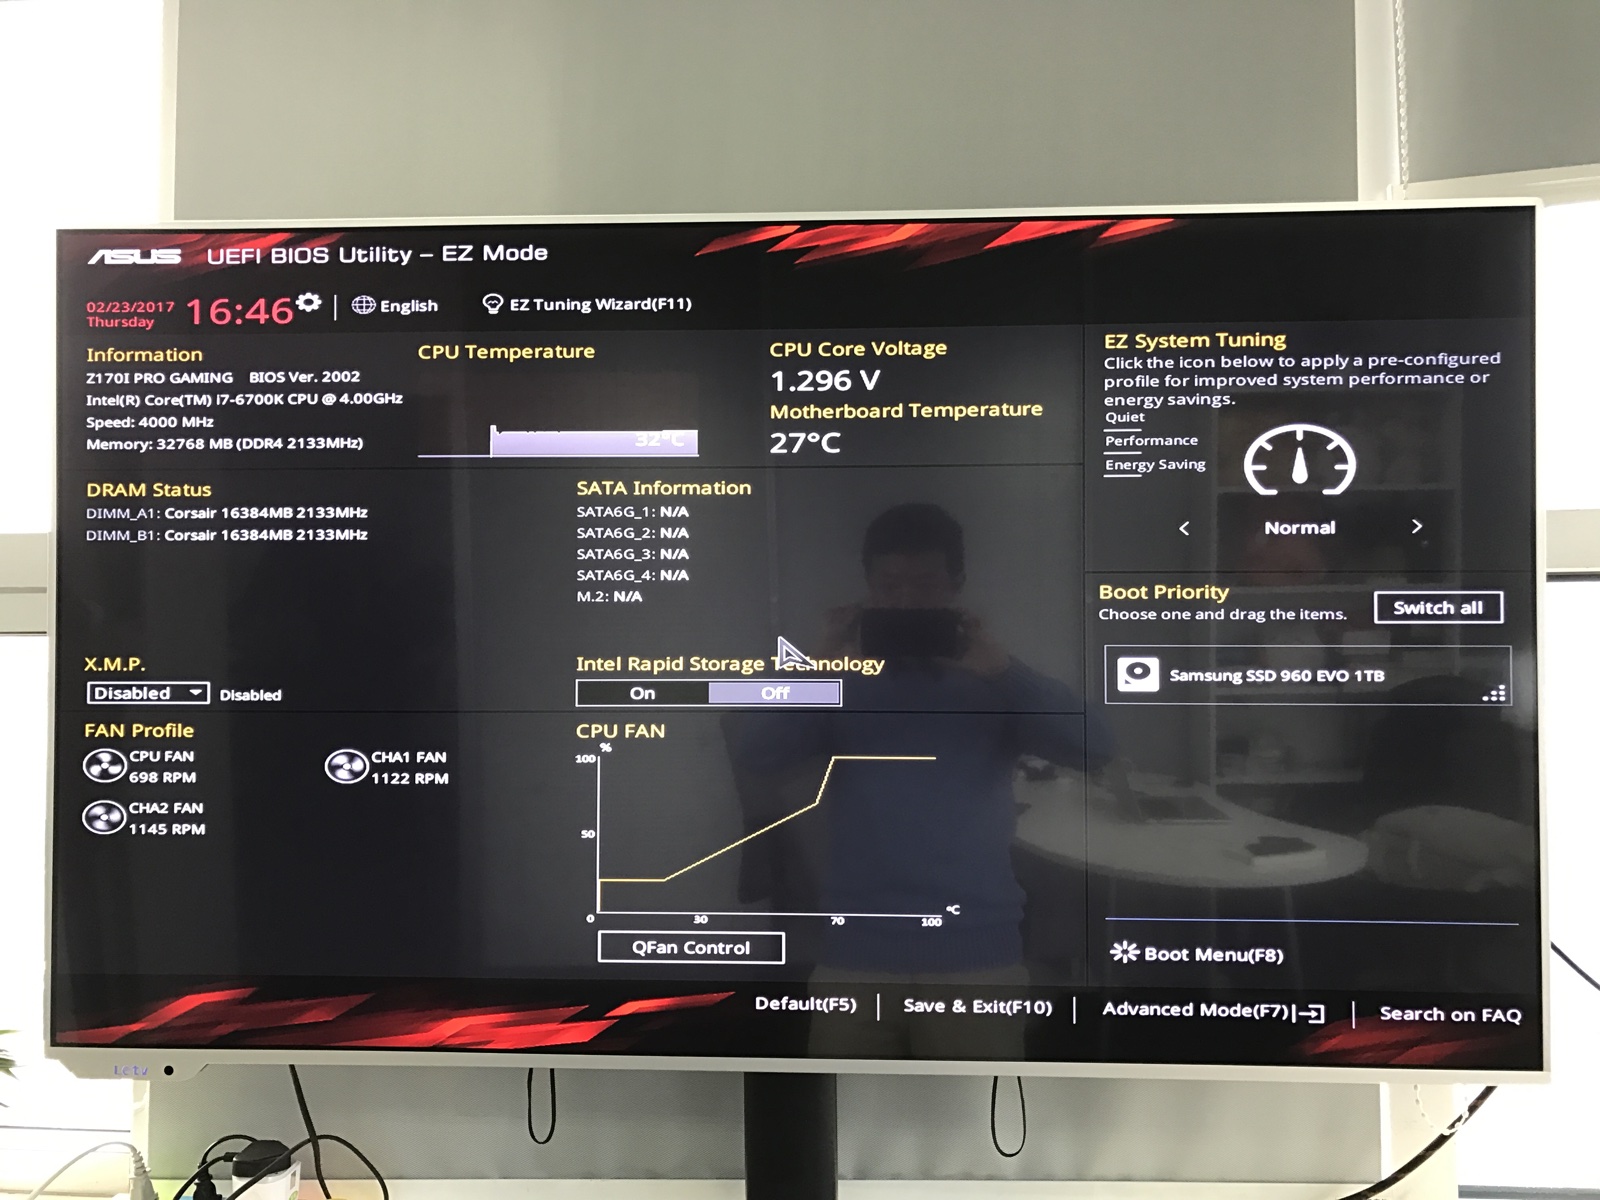 ASUS UEFI BIOS Utility – EZ Mode
02/23/2017
Thursday
16:46
English
EZ Tuning Wizard(F11)
Information
Z170I PRO GAMING BIOS Ver. 2002
Intel(R) Core(TM) i7-6700K CPU @ 4.00GHz
Speed: 4000 MHz
Memory: 32768 MB (DDR4 2133MHz)
CPU Temperature
32°C
CPU Core Voltage
1.296 V
Motherboard Temperature
27°C
EZ System Tuning
Click the icon below to apply a pre-configured
profile for improved system performance or
energy savings.
Quiet
Performance
Energy Saving
Normal
DRAM Status
DIMM_A1: Corsair 16384MB 2133MHz
DIMM_B1: Corsair 16384MB 2133MHz
SATA Information
SATA6G_1: N/A
SATA6G_2: N/A
SATA6G_3: N/A
SATA6G_4: N/A
M.2: N/A
Boot Priority
Choose one and drag the items.
Switch all
Samsung SSD 960 EVO 1TB
X.M.P.
Disabled Disabled
Intel Rapid Storage Technology
On Off
FAN Profile
CPU FAN
698 RPM
CHA1 FAN
1122 RPM
CHA2 FAN
1145 RPM
CPU FAN
%
100
50
0 30 70 100
°C
QFan Control
Boot Menu(F8)
Default(F5) | Save & Exit(F10) | Advanced Mode(F7) | Search on FAQ
Letv